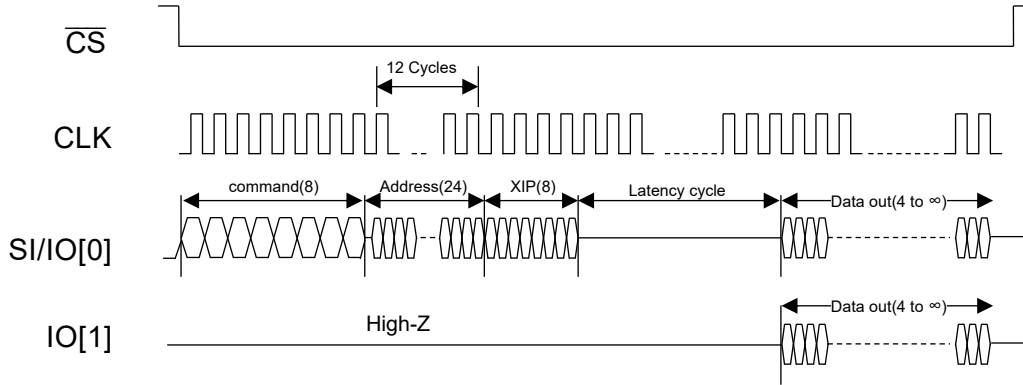 CS
12 Cycles
CLK
command(8)
Address(24)
XIP(8)
Latency cycle
Data out(4 to ∞)
SI/IO[0]
Data out(4 to ∞)
High-Z
IO[1]